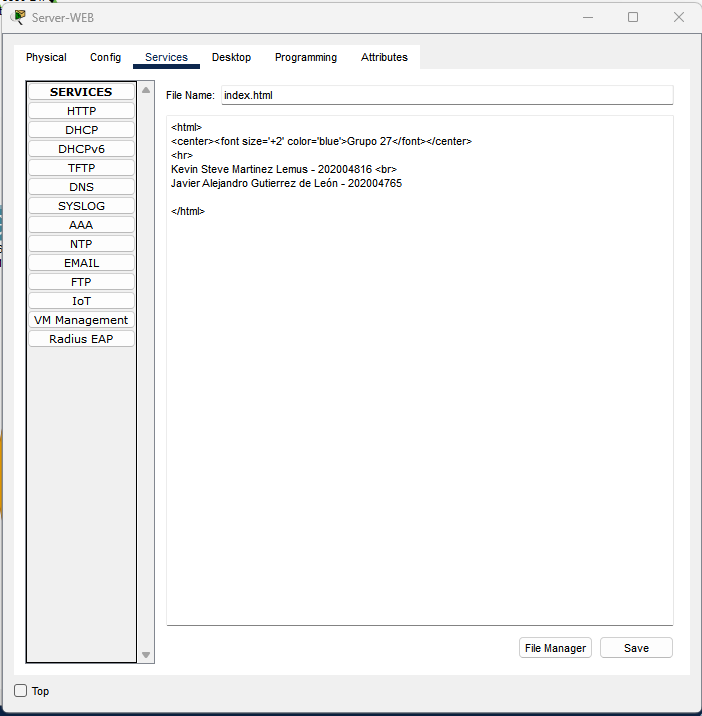 Server-WEB
Physical Config Services Desktop Programming Attributes
SERVICES
HTTP
DHCP
DHCPv6
TFTP
DNS
SYSLOG
AAA
NTP
EMAIL
FTP
IoT
VM Management
Radius EAP
File Name: index.html
<html>
<center><font size='+2' color='blue'>Grupo 27</font></center>
<hr>
Kevin Steve Martinez Lemus - 202004816 <br>
Javier Alejandro Gutierrez de León - 202004765
</html>
File Manager Save
Top